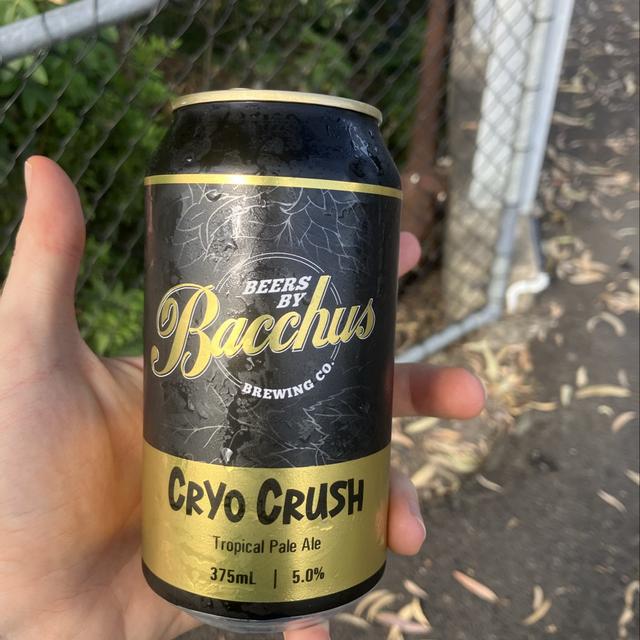 BEERS
BY
Bacchus
BREWING CO.
CRYO CRUSH
Tropical Pale Ale
375mL | 5.0%